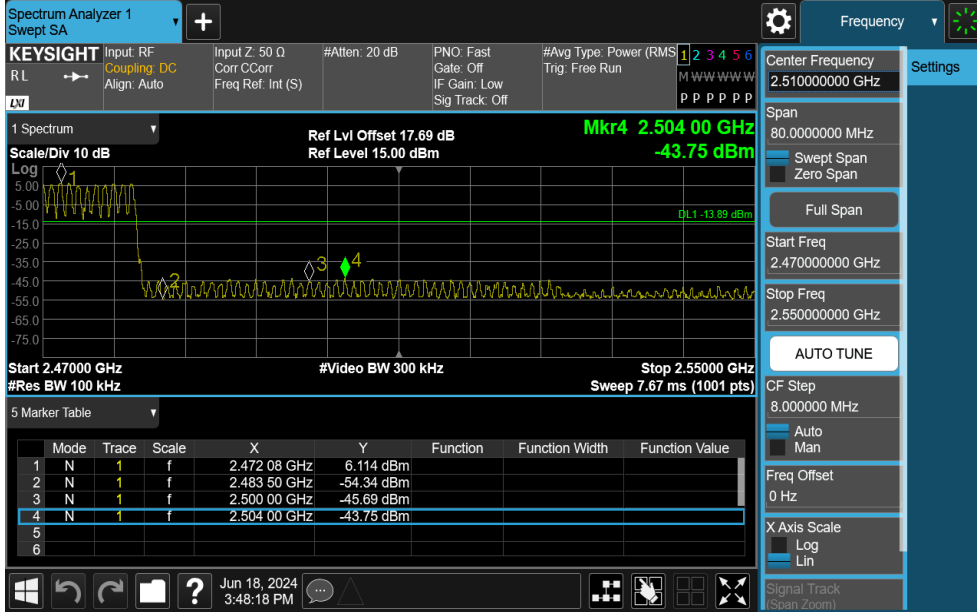 Spectrum Analyzer 1
Swept SA
+
Frequency
KEYSIGHT
R L
LXI
Input: RF
Coupling: DC
Align: Auto
Input Z: 50 Ω
Corr CCorr
Freq Ref: Int (S)
#Atten: 20 dB
PNO: Fast
Gate: Off
IF Gain: Low
Sig Track: Off
#Avg Type: Power (RMS
Trig: Free Run
1 2 3 4 5 6
M W W W W W
P P P P P P
1 Spectrum
Scale/Div 10 dB
Ref Lvl Offset 17.69 dB
Ref Level 15.00 dBm
Mkr4 2.504 00 GHz
-43.75 dBm
Log
5.00
-5.00
-15.0
-25.0
-35.0
-45.0
-55.0
-65.0
-75.0
1
2
3
4
DL1 -13.89 dBm
Start 2.47000 GHz
#Res BW 100 kHz
#Video BW 300 kHz
Stop 2.55000 GHz
Sweep 7.67 ms (1001 pts)
5 Marker Table
Mode Trace Scale X Y Function Function Width Function Value
1 N 1 f 2.472 08 GHz 6.114 dBm
2 N 1 f 2.483 50 GHz -54.34 dBm
3 N 1 f 2.500 00 GHz -45.69 dBm
4 N 1 f 2.504 00 GHz -43.75 dBm
5
6
?
Jun 18, 2024
3:48:18 PM
Center Frequency
2.510000000 GHz
Settings
Span
80.0000000 MHz
Swept Span
Zero Span
Full Span
Start Freq
2.470000000 GHz
Stop Freq
2.550000000 GHz
AUTO TUNE
CF Step
8.000000 MHz
Auto
Man
Freq Offset
0 Hz
X Axis Scale
Log
Lin
Signal Track
(Span Zoom)